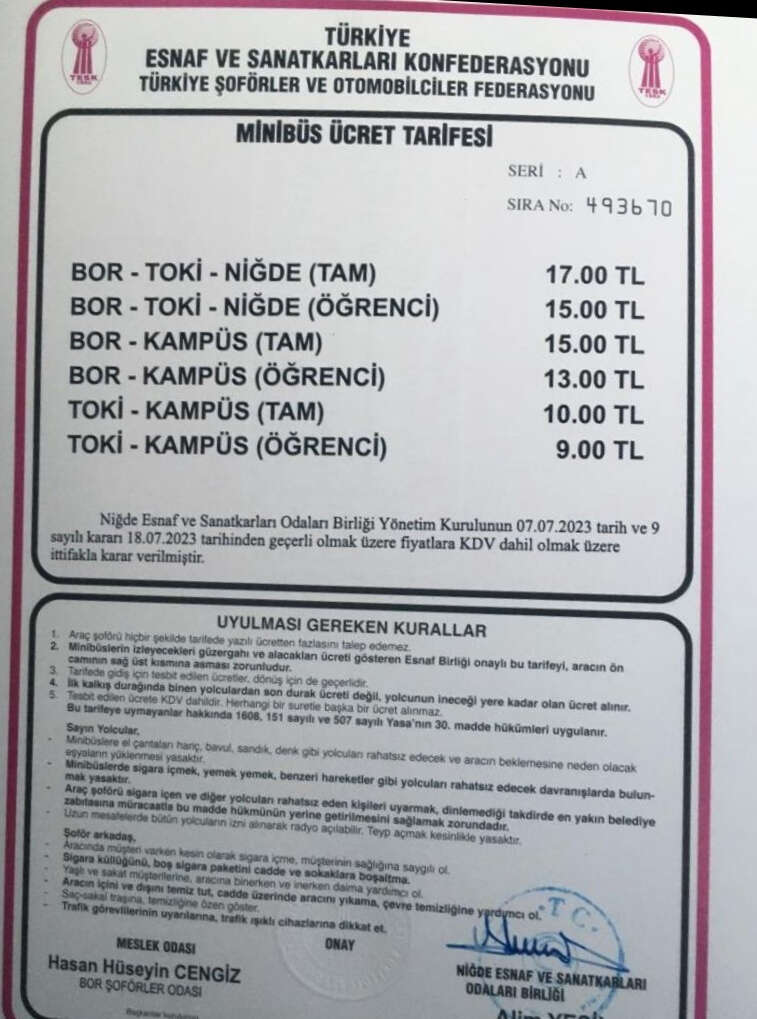 TÜRKİYE
ESNAF VE SANATKARLARI KONFEDERASYONU
TÜRKİYE ŞOFÖRLER VE OTOMOBİLCİLER FEDERASYONU
TESK
TESK
MİNİBÜS ÜCRET TARİFESİ
SERİ : A
SIRA No: 493670
BOR - TOKİ - NİĞDE (TAM) 17.00 TL
BOR - TOKİ - NİĞDE (ÖĞRENCİ) 15.00 TL
BOR - KAMPÜS (TAM) 15.00 TL
BOR - KAMPÜS (ÖĞRENCİ) 13.00 TL
TOKİ - KAMPÜS (TAM) 10.00 TL
TOKİ - KAMPÜS (ÖĞRENCİ) 9.00 TL
Niğde Esnaf ve Sanatkarları Odaları Birliği Yönetim Kurulunun 07.07.2023 tarih ve 9
sayılı kararı 18.07.2023 tarihinden geçerli olmak üzere fiyatlara KDV dahil olmak üzere
ittifakla karar verilmiştir.
UYULMASI GEREKEN KURALLAR
1. Araç şoförü hiçbir şekilde tarifede yazılı ücretten fazlasını talep edemez.
2. Minibüslerin izleyecekleri güzergahı ve alacakları ücreti gösteren Esnaf Birliği onaylı bu tarifeyi, aracın ön
camının sağ üst kısmına asması zorunludur.
3. Tarifede gidiş için tesbit edilen ücretler, dönüş için de geçerlidir.
4. İlk kalkış durağında binen yolculardan son durak ücreti değil, yolcunun ineceği yere kadar olan ücret alınır.
5. Tesbit edilen ücrete KDV dahildir. Herhangi bir suretle başka bir ücret alınmaz.
Bu tarifeye uymayanlar hakkında 1608, 151 sayılı ve 507 sayılı Yasa'nın 30. madde hükümleri uygulanır.
Sayın Yolcular,
- Minibüslere el çantaları hariç, bavul, sandık, denk gibi yolcuları rahatsız edecek ve aracın beklemesine neden olacak
eşyaların yüklenmesi yasaktır.
- Minibüslerde sigara içmek, yemek yemek, benzeri hareketler gibi yolcuları rahatsız edecek davranışlarda bulun-
mak yasaktır.
- Araç şoförü sigara içen ve diğer yolcuları rahatsız eden kişileri uyarmak, dinlemediği takdirde en yakın belediye
zabıtasına müracaatla bu madde hükmünün yerine getirilmesini sağlamak zorundadır.
- Uzun mesafelerde bütün yolcuların izni alınarak radyo açılabilir. Teyp açmak kesinlikle yasaktır.
Şoför arkadaş,
- Aracında müşteri varken kesin olarak sigara içme, müşterinin sağlığına saygılı ol.
- Sigara küllüğünü, boş sigara paketini cadde ve sokaklara boşaltma.
- Yaşlı ve sakat müşterilerine, aracına binerken ve inerken daima yardımcı ol.
- Aracın içini ve dışını temiz tut, cadde üzerinde aracını yıkama, çevre temizliğine yardımcı ol.
- Saç-sakal traşına, temizliğine özen göster.
- Trafik görevlilerinin uyarılarına, trafik ışıklı cihazlarına dikkat et.
T.C.
MESLEK ODASI
ONAY
Hasan Hüseyin CENGİZ
BOR ŞOFÖRLER ODASI
NİĞDE ESNAF VE SANATKARLARI
ODALARI BİRLİĞİ